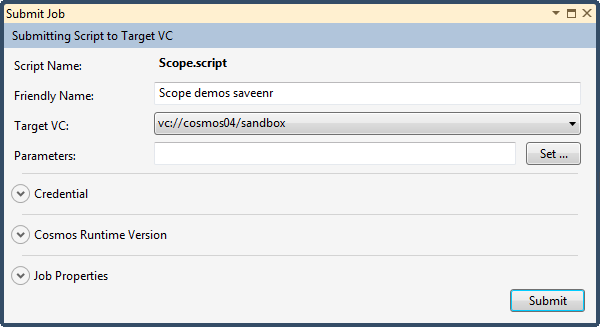 Submit Job
Submitting Script to Target VC
Script Name: Scope.script
Friendly Name: Scope demos saveenr
Target VC: vc://cosmos04/sandbox
Parameters: Set ...
Credential
Cosmos Runtime Version
Job Properties
Submit